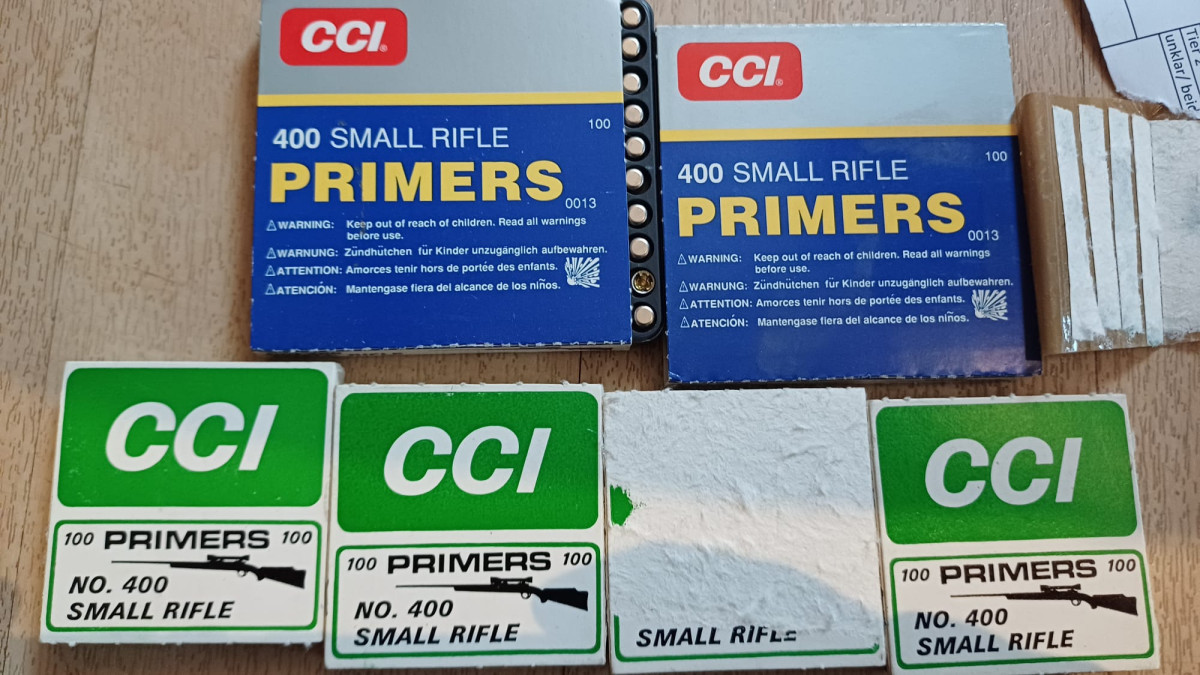 CCI
400 SMALL RIFLE 100
PRIMERS
0013
WARNING: Keep out of reach of children. Read all warnings
before use.
WARNUNG: Zündhütchen für Kinder unzugänglich aufbewahren.
ATTENTION: Amorces tenir hors de portée des enfants.
ATENCIÓN: Mantengase fiera del alcance de los niños.
CCI
400 SMALL RIFLE 100
PRIMERS
0013
WARNING: Keep out of reach of children. Read all warnings
before use.
WARNUNG: Zündhütchen für Kinder unzugänglich aufbewahren.
ATTENTION: Amorces tenir hors de portée des enfants.
ATENCIÓN: Mantengase fiera del alcance de los niños.
Tier 2
unklar/
CCI
100 PRIMERS 100
NO. 400
SMALL RIFLE
CCI
100 PRIMERS 100
NO. 400
SMALL RIFLE
SMALL RIFLE
CCI
100 PRIMERS 100
NO. 400
SMALL RIFLE